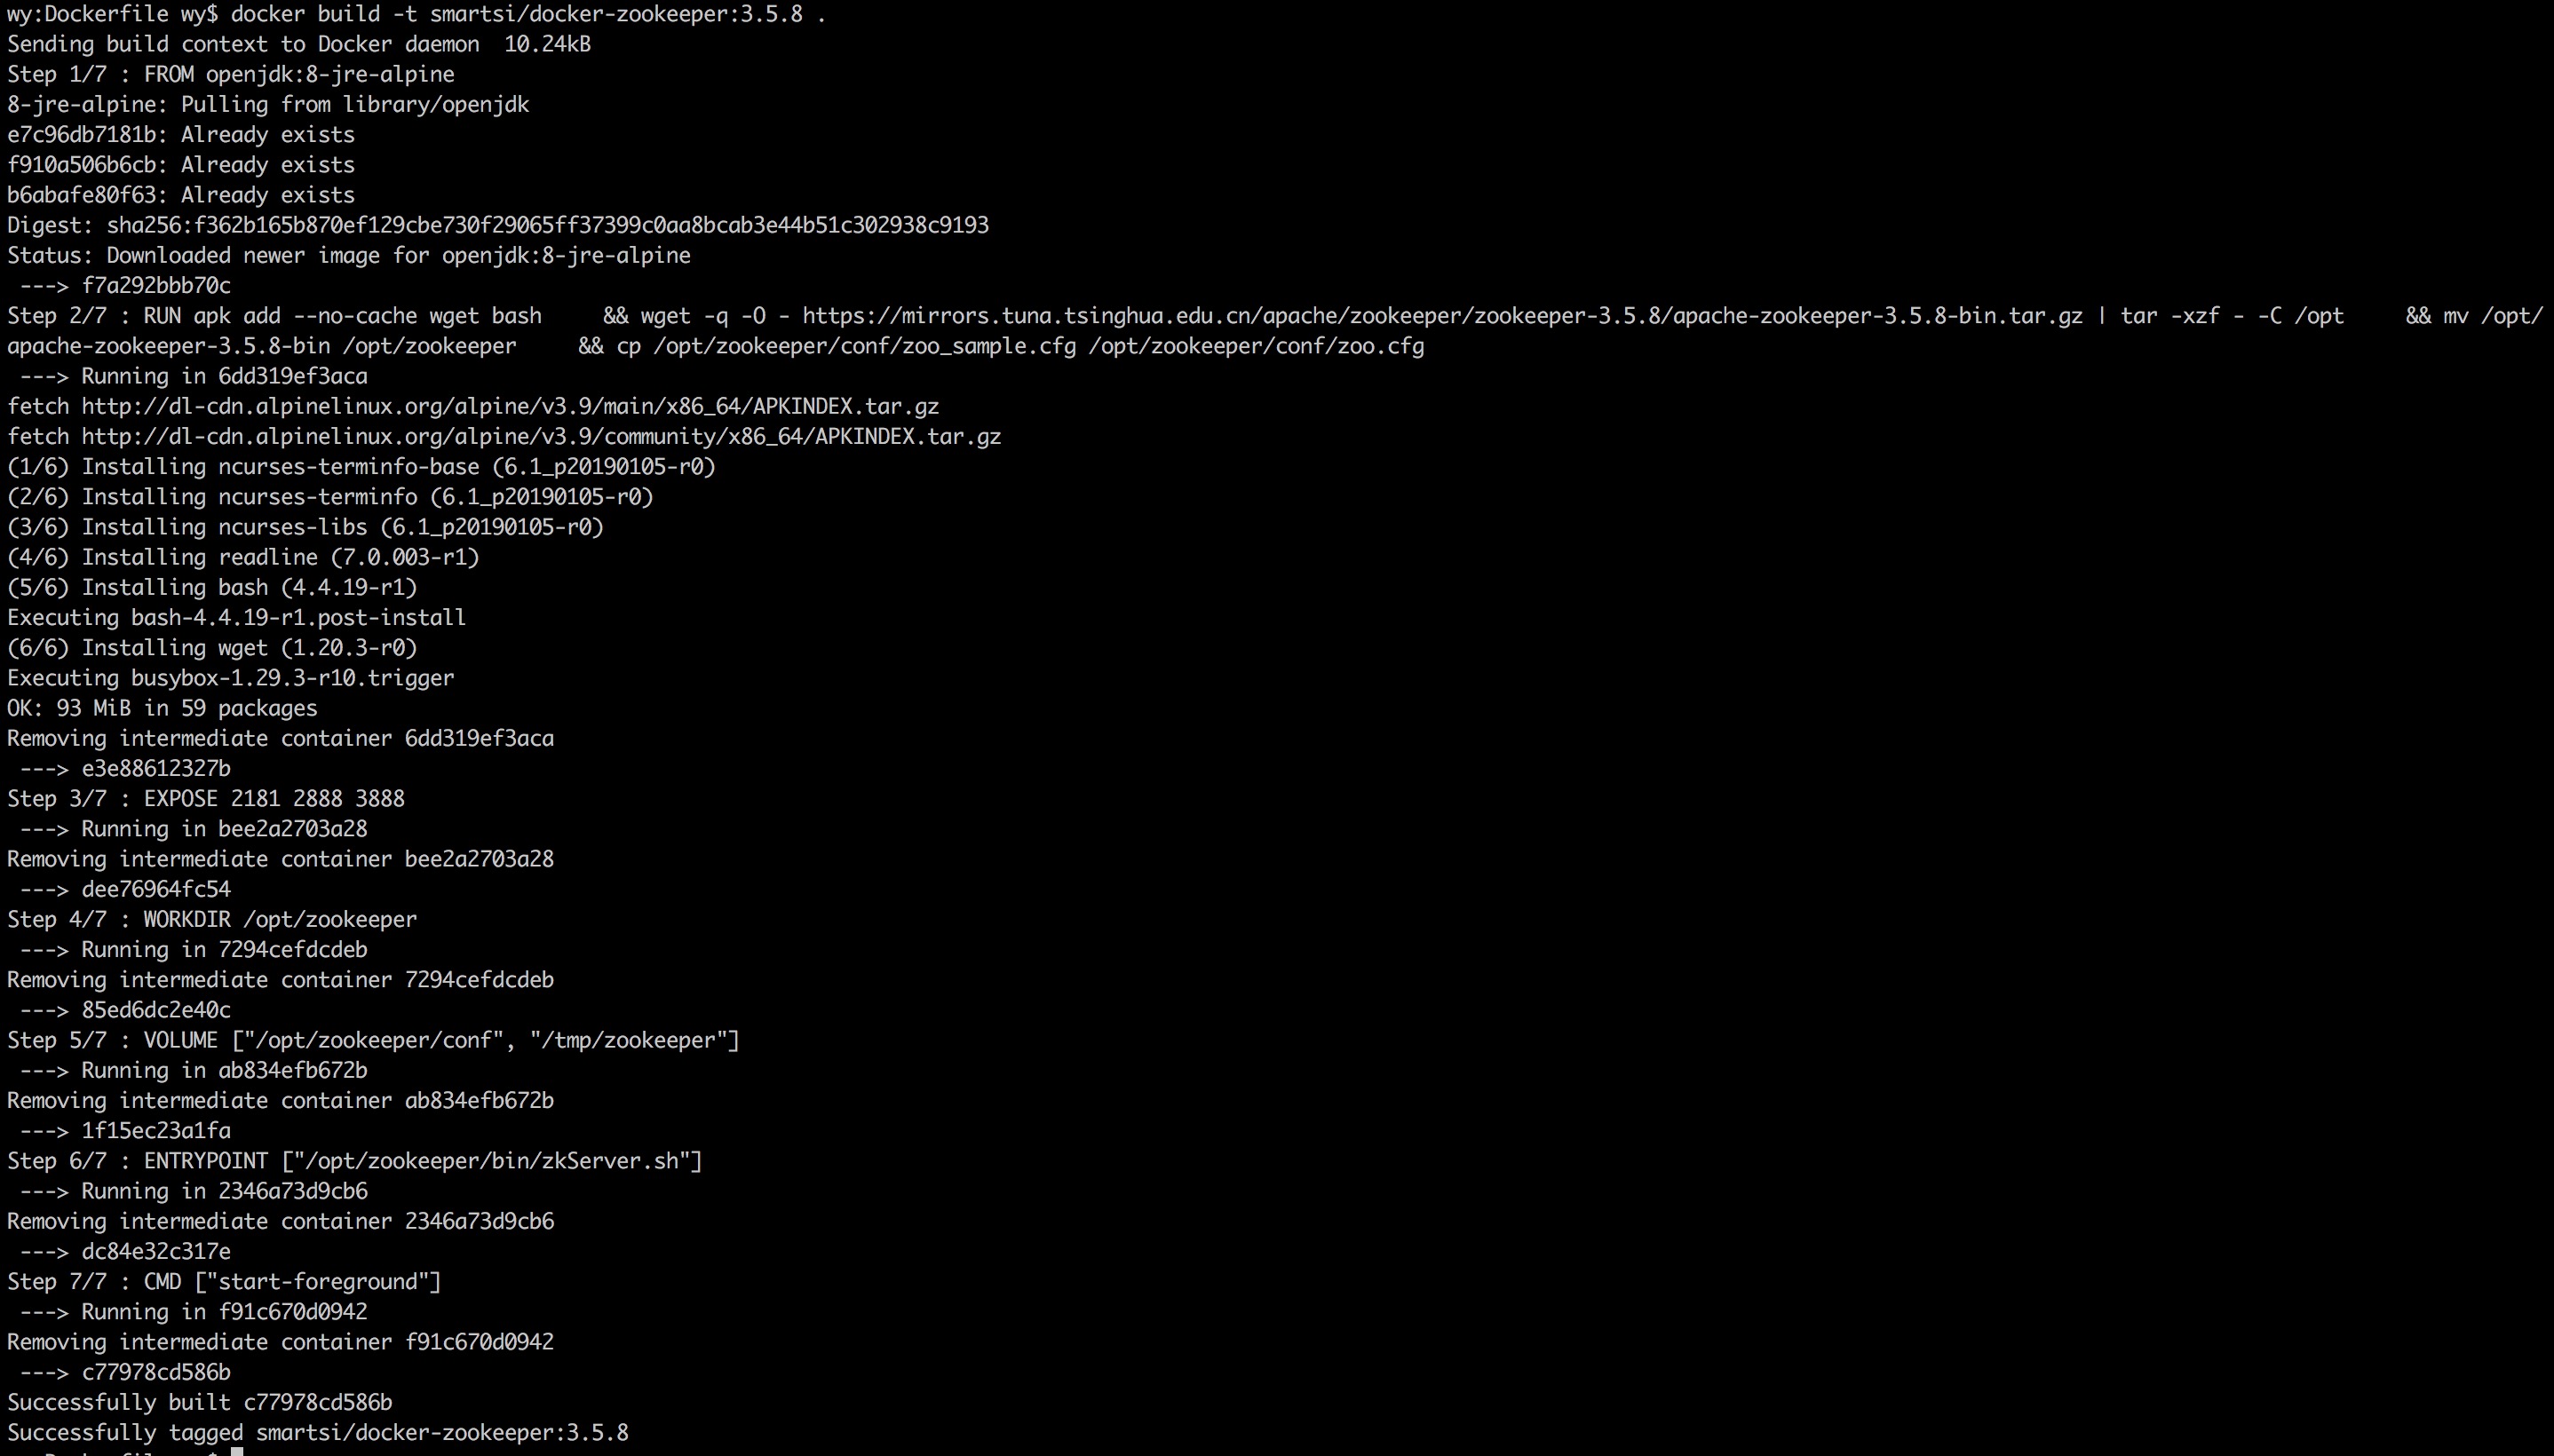 wy:Dockerfile wy$ docker build -t smartsi/docker-zookeeper:3.5.8 .
Sending build context to Docker daemon  10.24kB
Step 1/7 : FROM openjdk:8-jre-alpine
8-jre-alpine: Pulling from library/openjdk
e7c96db7181b: Already exists
f910a506b6cb: Already exists
b6abafe80f63: Already exists
Digest: sha256:f362b165b870ef129cbe730f29065ff37399c0aa8bcab3e44b51c302938c9193
Status: Downloaded newer image for openjdk:8-jre-alpine
 ---> f7a292bbb70c
Step 2/7 : RUN apk add --no-cache wget bash     && wget -q -O - https://mirrors.tuna.tsinghua.edu.cn/apache/zookeeper/zookeeper-3.5.8/apache-zookeeper-3.5.8-bin.tar.gz | tar -xzf - -C /opt     && mv /opt/
apache-zookeeper-3.5.8-bin /opt/zookeeper     && cp /opt/zookeeper/conf/zoo_sample.cfg /opt/zookeeper/conf/zoo.cfg
 ---> Running in 6dd319ef3aca
fetch http://dl-cdn.alpinelinux.org/alpine/v3.9/main/x86_64/APKINDEX.tar.gz
fetch http://dl-cdn.alpinelinux.org/alpine/v3.9/community/x86_64/APKINDEX.tar.gz
(1/6) Installing ncurses-terminfo-base (6.1_p20190105-r0)
(2/6) Installing ncurses-terminfo (6.1_p20190105-r0)
(3/6) Installing ncurses-libs (6.1_p20190105-r0)
(4/6) Installing readline (7.0.003-r1)
(5/6) Installing bash (4.4.19-r1)
Executing bash-4.4.19-r1.post-install
(6/6) Installing wget (1.20.3-r0)
Executing busybox-1.29.3-r10.trigger
OK: 93 MiB in 59 packages
Removing intermediate container 6dd319ef3aca
 ---> e3e88612327b
Step 3/7 : EXPOSE 2181 2888 3888
 ---> Running in bee2a2703a28
Removing intermediate container bee2a2703a28
 ---> dee76964fc54
Step 4/7 : WORKDIR /opt/zookeeper
 ---> Running in 7294cefdcdeb
Removing intermediate container 7294cefdcdeb
 ---> 85ed6dc2e40c
Step 5/7 : VOLUME ["/opt/zookeeper/conf", "/tmp/zookeeper"]
 ---> Running in ab834efb672b
Removing intermediate container ab834efb672b
 ---> 1f15ec23a1fa
Step 6/7 : ENTRYPOINT ["/opt/zookeeper/bin/zkServer.sh"]
 ---> Running in 2346a73d9cb6
Removing intermediate container 2346a73d9cb6
 ---> dc84e32c317e
Step 7/7 : CMD ["start-foreground"]
 ---> Running in f91c670d0942
Removing intermediate container f91c670d0942
 ---> c77978cd586b
Successfully built c77978cd586b
Successfully tagged smartsi/docker-zookeeper:3.5.8